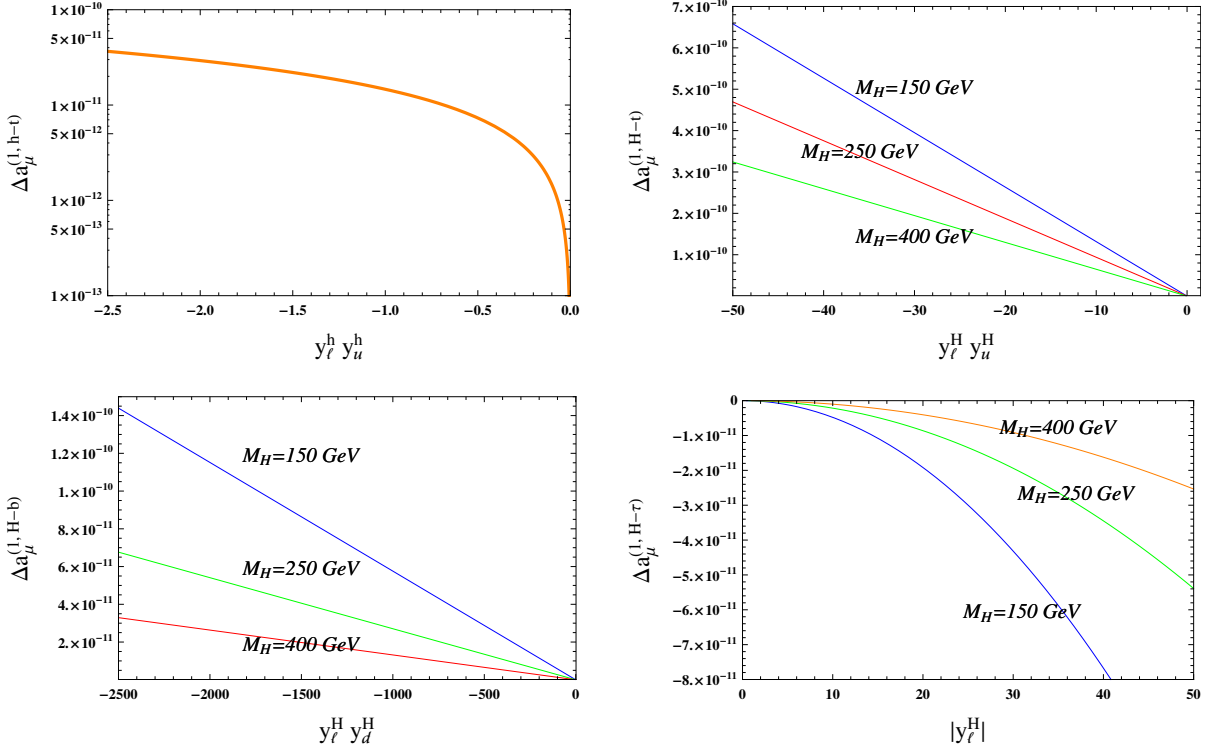 1×10⁻¹⁰
5×10⁻¹¹
1×10⁻¹¹
5×10⁻¹²
1×10⁻¹²
5×10⁻¹³
1×10⁻¹³
Δa_μ^(1, h−t)
−2.5 −2.0 −1.5 −1.0 −0.5 0.0
y_ℓ^h y_u^h
7.×10⁻¹⁰
6.×10⁻¹⁰
5.×10⁻¹⁰
4.×10⁻¹⁰
3.×10⁻¹⁰
2.×10⁻¹⁰
1.×10⁻¹⁰
Δa_μ^(1, H−t)
M_H=150 GeV
M_H=250 GeV
M_H=400 GeV
−50 −40 −30 −20 −10 0
y_ℓ^H y_u^H
1.4×10⁻¹⁰
1.2×10⁻¹⁰
1.×10⁻¹⁰
8.×10⁻¹¹
6.×10⁻¹¹
4.×10⁻¹¹
2.×10⁻¹¹
Δa_μ^(1, H−b)
M_H=150 GeV
M_H=250 GeV
M_H=400 GeV
−2500 −2000 −1500 −1000 −500 0
y_ℓ^H y_d^H
0
−1.×10⁻¹¹
−2.×10⁻¹¹
−3.×10⁻¹¹
−4.×10⁻¹¹
−5.×10⁻¹¹
−6.×10⁻¹¹
−7.×10⁻¹¹
−8.×10⁻¹¹
Δa_μ^(1, H−τ)
M_H=400 GeV
M_H=250 GeV
M_H=150 GeV
0 10 20 30 40 50
|y_ℓ^H|